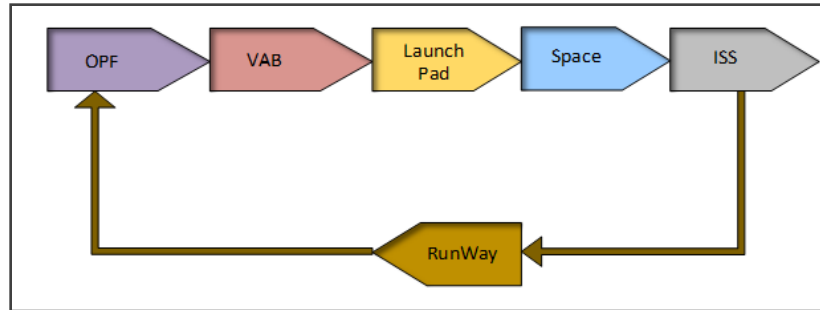 OPF
VAB
Launch
Pad
Space
ISS
RunWay